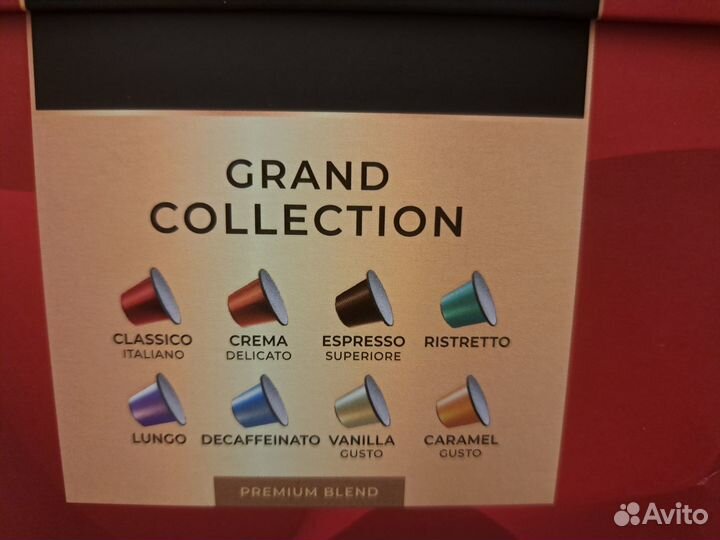 GRAND
COLLECTION
CLASSICO
ITALIANO
CREMA
DELICATO
ESPRESSO
SUPERIORE
RISTRETTO
LUNGO
DECAFFEINATO
VANILLA
GUSTO
CARAMEL
GUSTO
PREMIUM BLEND
Avito